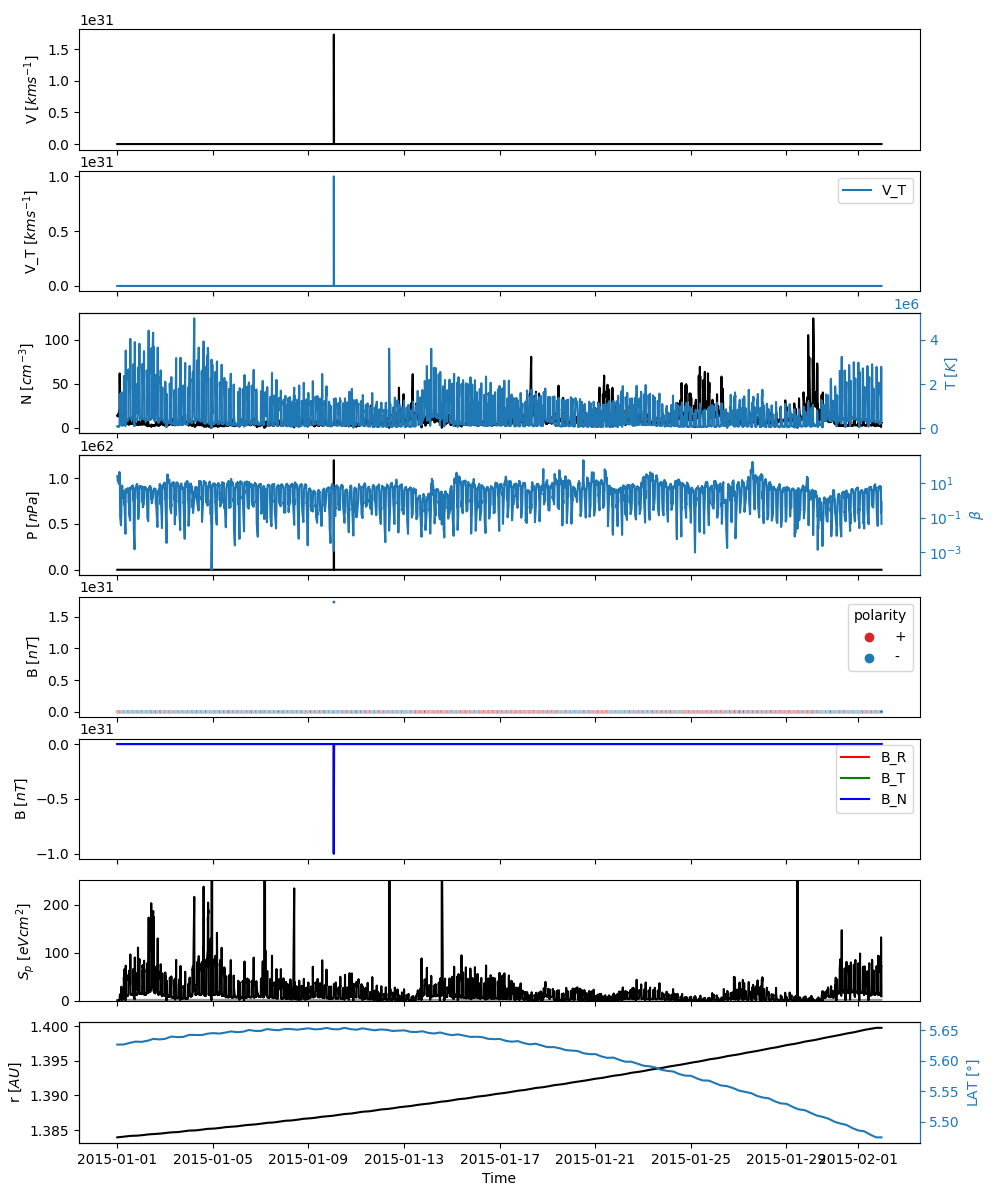 1e31
V [kms⁻¹]
1.5
1.0
0.5
0.0
1e31
V_T [kms⁻¹]
1.0
0.5
0.0
V_T
1e6
N [cm⁻³]
100
50
0
4
2
0
T [K]
1e62
P [nPa]
1.0
0.5
0.0
10¹
10⁻¹
10⁻³
β
1e31
B [nT]
1.5
1.0
0.5
0.0
polarity
+
-
1e31
B [nT]
0.0
−0.5
−1.0
B_R
B_T
B_N
Sₚ [eVcm²]
200
100
0
r [AU]
1.400
1.395
1.390
1.385
5.65
5.60
5.55
5.50
LAT [°]
2015-01-01 2015-01-05 2015-01-09 2015-01-13 2015-01-17 2015-01-21 2015-01-25 2015-01-29 2015-02-01
Time